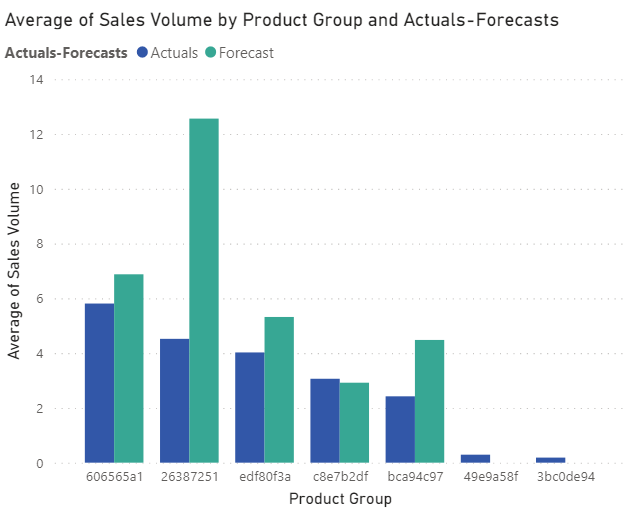 Average of Sales Volume by Product Group and Actuals-Forecasts
Actuals-Forecasts Actuals Forecast
14
12
10
8
6
4
2
0
Average of Sales Volume
606565a1 26387251 edf80f3a c8e7b2df bca94c97 49e9a58f 3bc0de94
Product Group